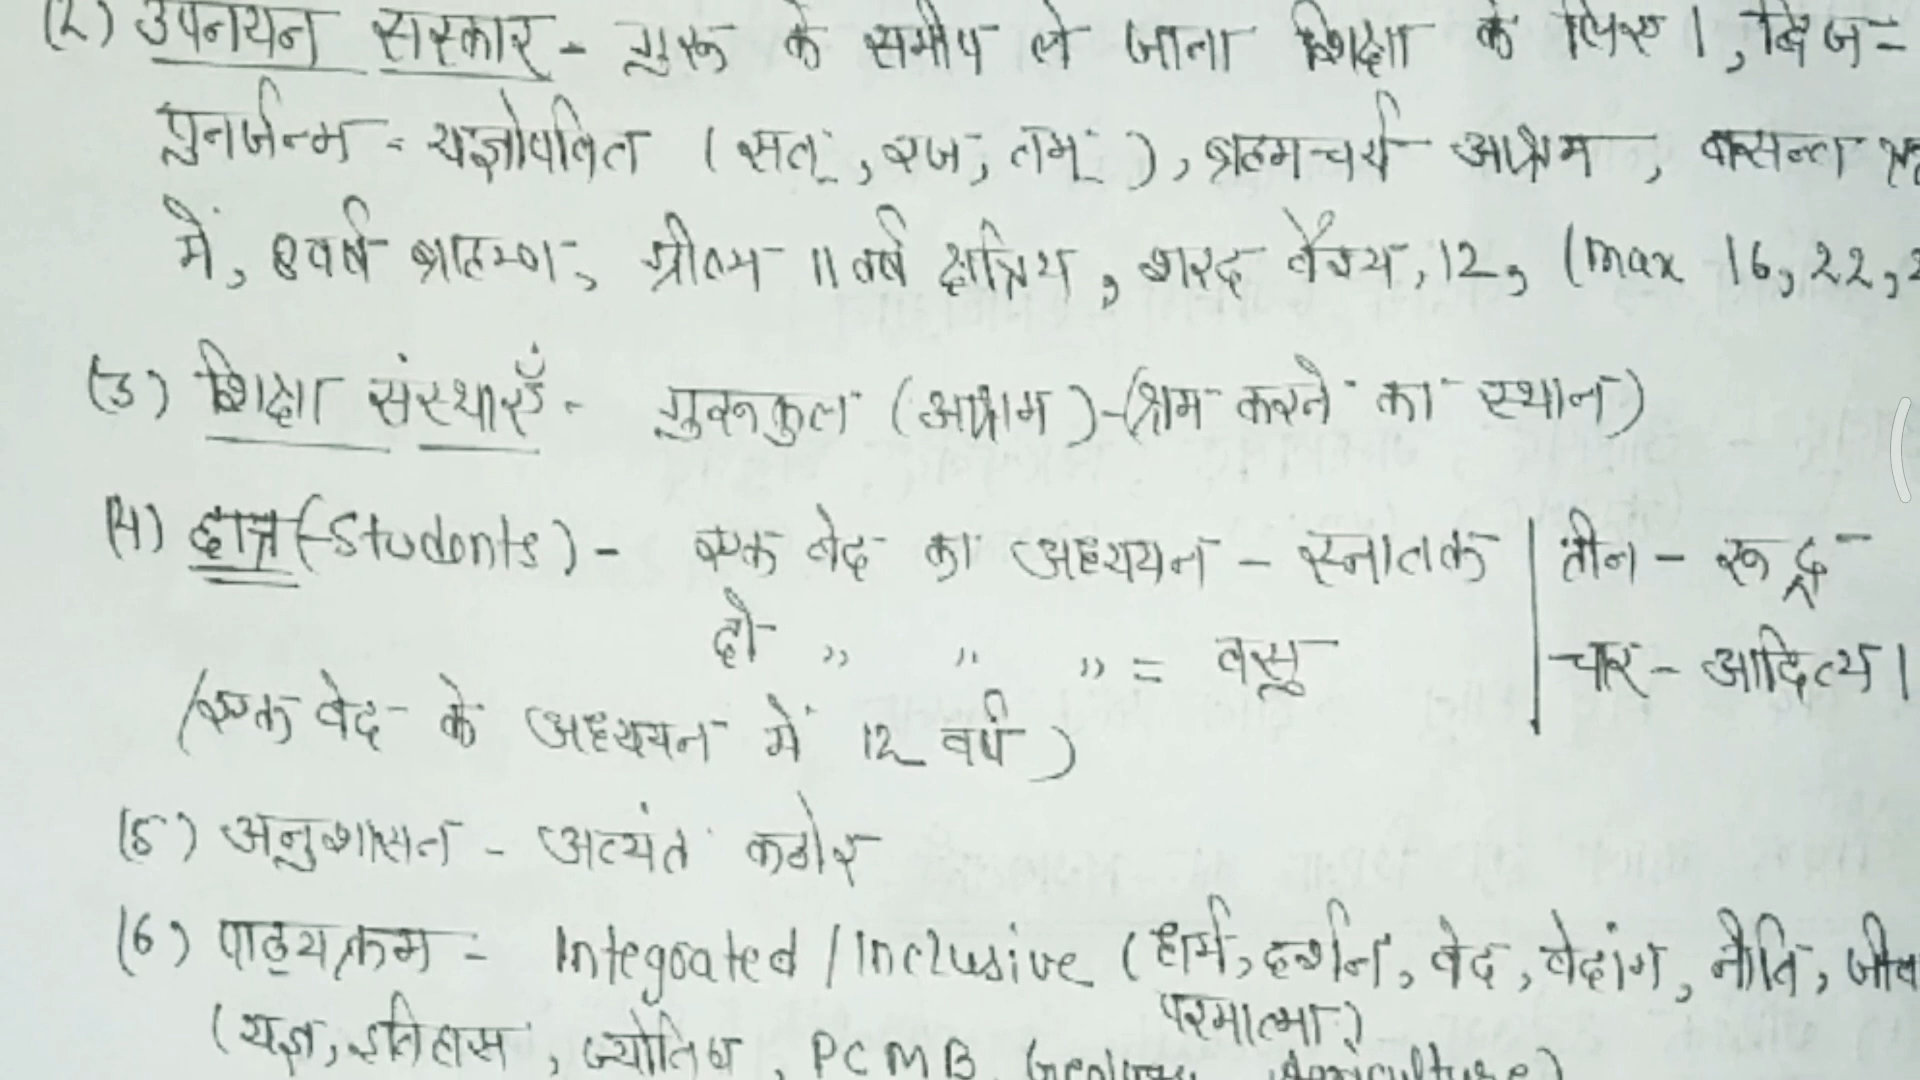 (2) उपनयन संस्कार - गुरू के समीप ले जाना शिक्षा के लिए।, द्विज =
पुनर्जन्म = यज्ञोपवित (सत्, रज, तम्), ब्रह्मचर्य आश्रम, बसन्त
में, 8 वर्ष ब्राह्मण, ग्रीष्म 11 वर्ष क्षत्रिय, शरद वैश्य, 12, (max 16, 22,
(3) शिक्षा संस्थाएँ - गुरूकुल (आश्रम) - (श्रम करने का स्थान)
(4) छात्र (Students) - एक वेद का अध्ययन - स्नातक | तीन - रूद्र
दो ,, ,, ,, = वसू | चार - आदित्य।
(एक वेद के अध्ययन में 12 वर्ष)
(5) अनुशासन - अत्यंत कठोर
(6) पाठ्यक्रम - Integrated / Inclusive (धर्म, दर्शन, वेद, वेदांग, नीति, जीव
परमात्मा)
(यज्ञ, इतिहास, ज्योतिष, PCMB, Geology, Agriculture)